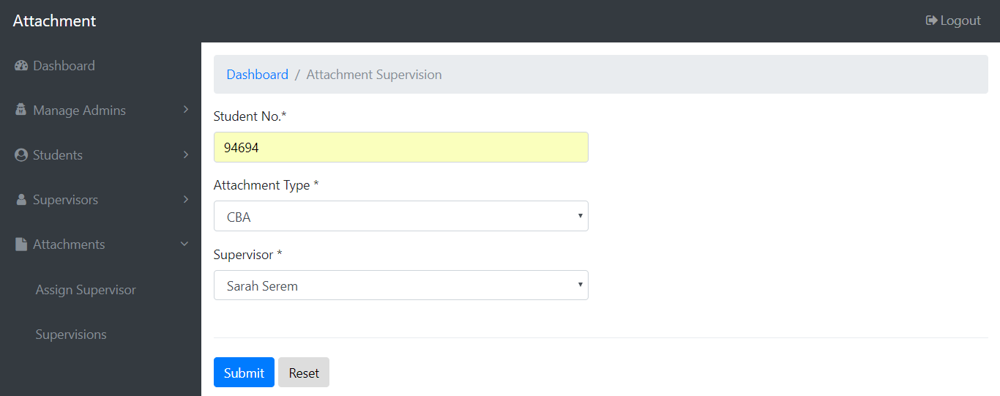 Attachment
Logout
Dashboard
Manage Admins
Students
Supervisors
Attachments
Assign Supervisor
Supervisions
Dashboard / Attachment Supervision
Student No.*
94694
Attachment Type *
CBA
Supervisor *
Sarah Serem
Submit Reset